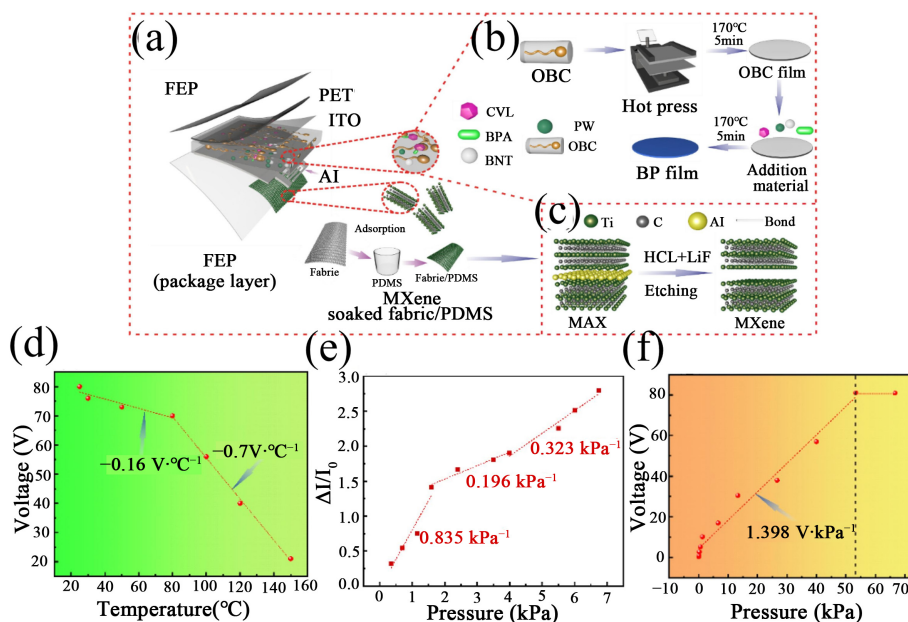 (a)
FEP
PET
ITO
AI
FEP
(package layer)
CVL
BPA
BNT
PW
OBC
Adsorption
Fabrie
PDMS
Fabric/PDMS
MXene
soaked fabric/PDMS
(b)
OBC
Hot press
170℃
5min
OBC film
170℃
5min
BP film
Addition
material
(c)
Ti
C
AI
Bond
HCL+LiF
Etching
MAX
MXene
(d)
Voltage (V)
80
70
60
50
40
30
20
−0.16 V·℃⁻¹
−0.7V·℃⁻¹
20 40 60 80 100 120 140 160
Temperature(℃)
(e)
ΔI/I₀
3.0
2.5
2.0
1.5
1.0
0.5
0.0
0.835 kPa⁻¹
0.196 kPa⁻¹
0.323 kPa⁻¹
0 1 2 3 4 5 6 7
Pressure (kPa)
(f)
Voltage (V)
80
60
40
20
0
1.398 V·kPa⁻¹
−10 0 10 20 30 40 50 60 70
Pressure (kPa)